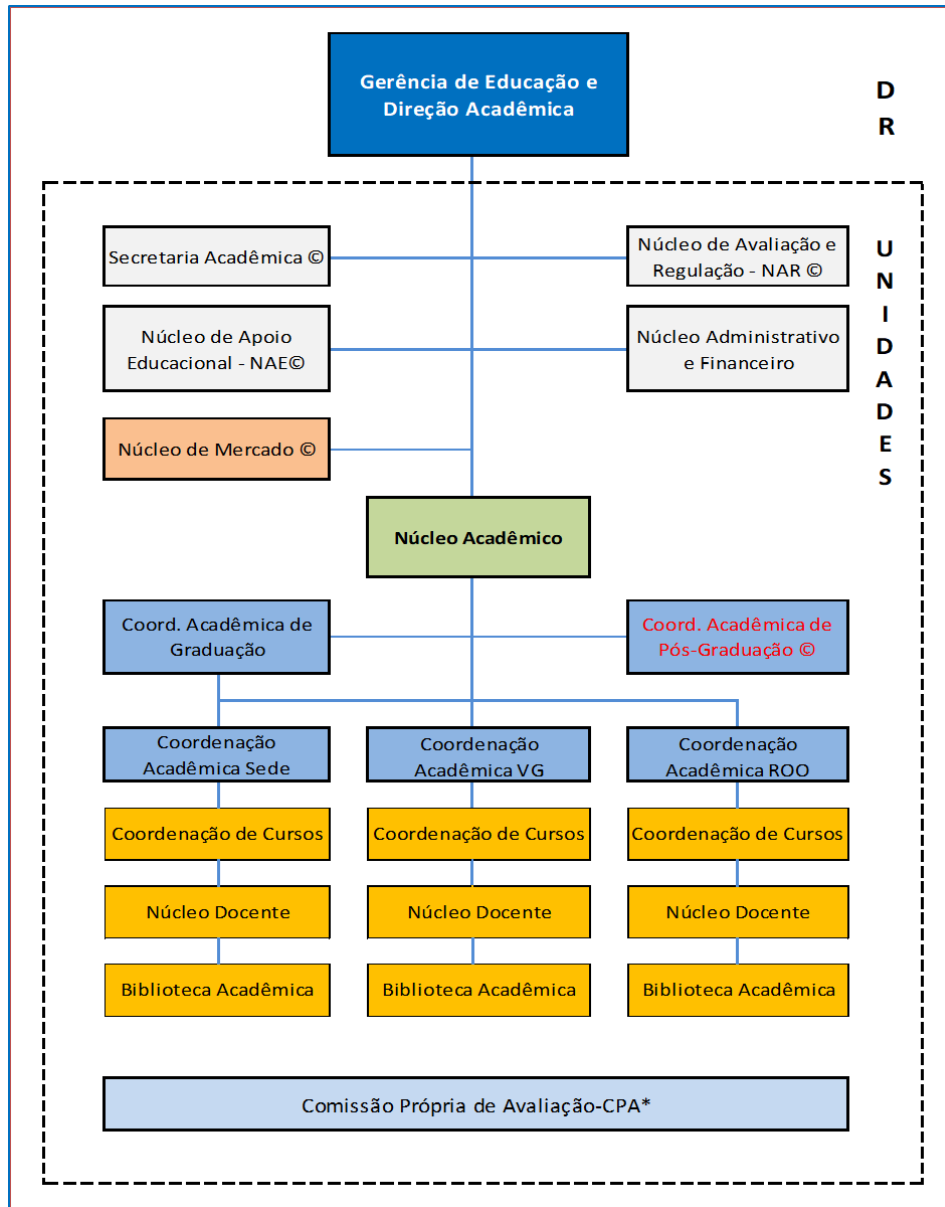 Gerência de Educação e
Direção Acadêmica
D
R
Secretaria Acadêmica ©
Núcleo de Avaliação e
Regulação - NAR ©
U
N
I
D
A
D
E
S
Núcleo de Apoio
Educacional - NAE©
Núcleo Administrativo
e Financeiro
Núcleo de Mercado ©
Núcleo Acadêmico
Coord. Acadêmica de
Graduação
Coord. Acadêmica de
Pós-Graduação ©
Coordenação
Acadêmica Sede
Coordenação
Acadêmica VG
Coordenação
Acadêmica ROO
Coordenação de Cursos
Coordenação de Cursos
Coordenação de Cursos
Núcleo Docente
Núcleo Docente
Núcleo Docente
Biblioteca Acadêmica
Biblioteca Acadêmica
Biblioteca Acadêmica
Comissão Própria de Avaliação-CPA*